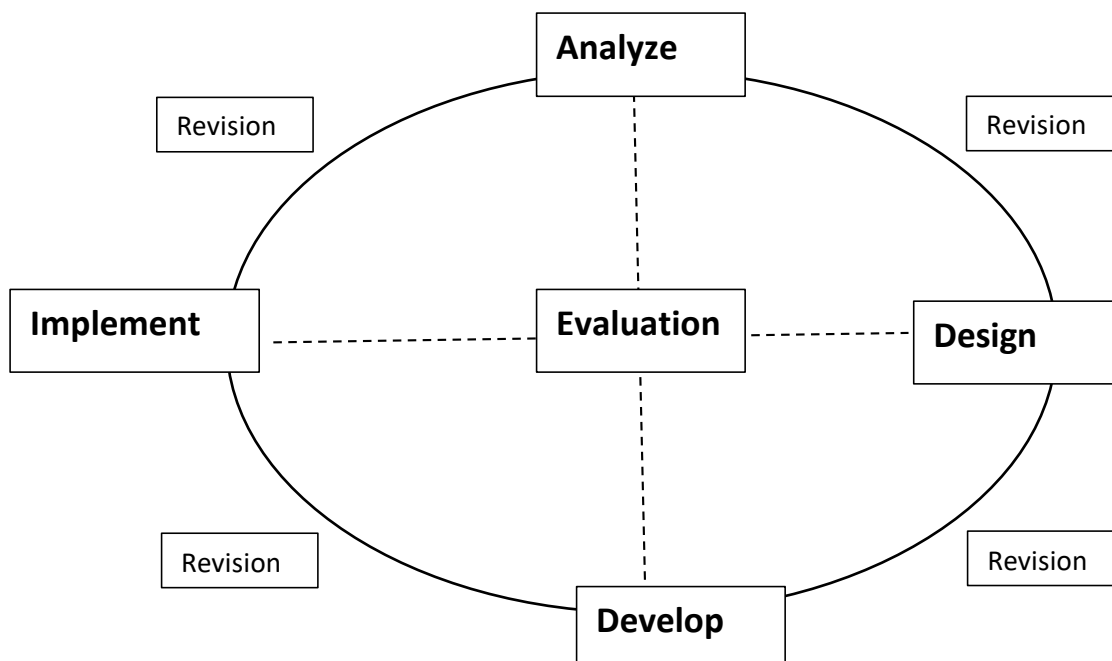 Analyze
Revision
Revision
Implement
Evaluation
Design
Revision
Revision
Develop